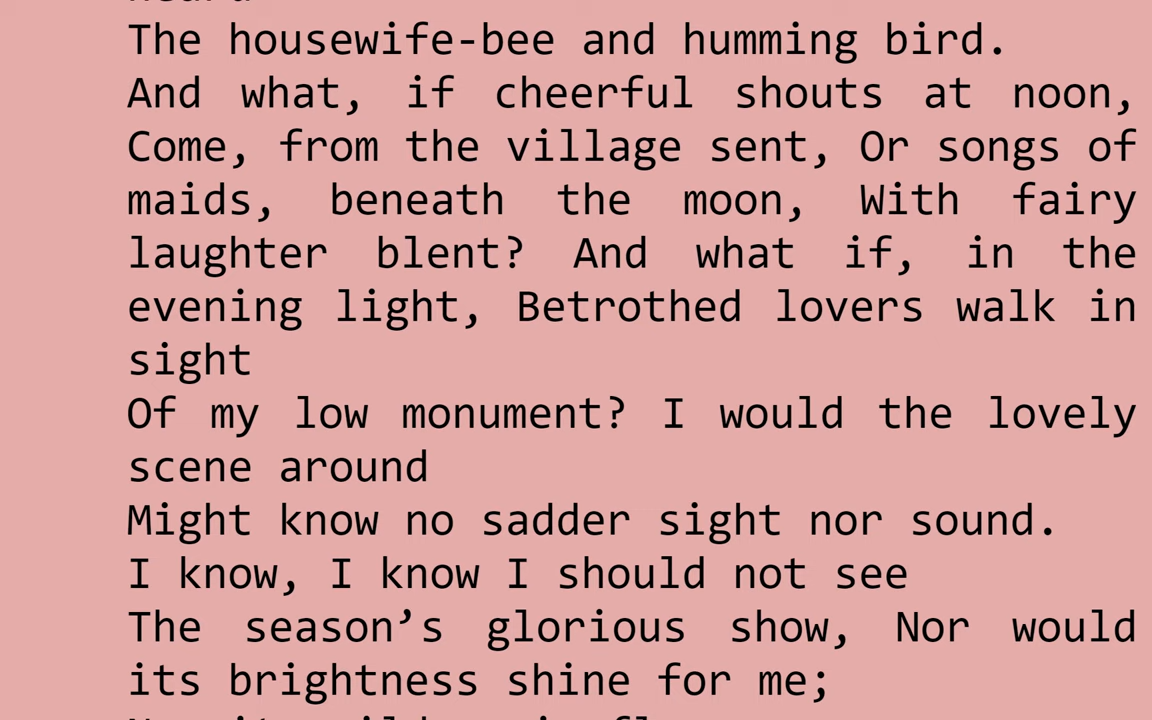 The housewife-bee and humming bird.
And what, if cheerful shouts at noon,
Come, from the village sent, Or songs of
maids, beneath the moon, With fairy
laughter blent? And what if, in the
evening light, Betrothed lovers walk in
sight
Of my low monument? I would the lovely
scene around
Might know no sadder sight nor sound.
I know, I know I should not see
The season’s glorious show, Nor would
its brightness shine for me;